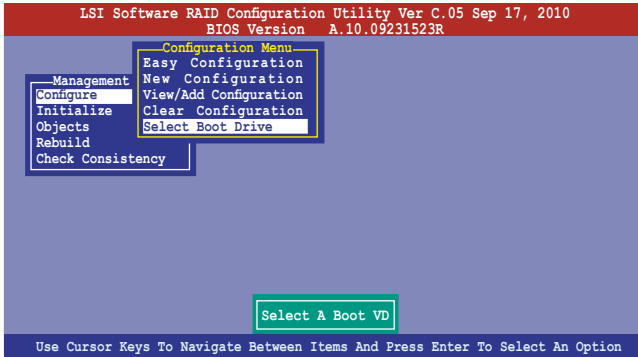 LSI Software RAID Configuration Utility Ver C.05 Sep 17, 2010
BIOS Version A.10.09231523R
Configuration Menu
Easy Configuration
New Configuration
View/Add Configuration
Clear Configuration
Select Boot Drive
Management
Configure
Initialize
Objects
Rebuild
Check Consistency
Select A Boot VD
Use Cursor Keys To Navigate Between Items And Press Enter To Select An Option